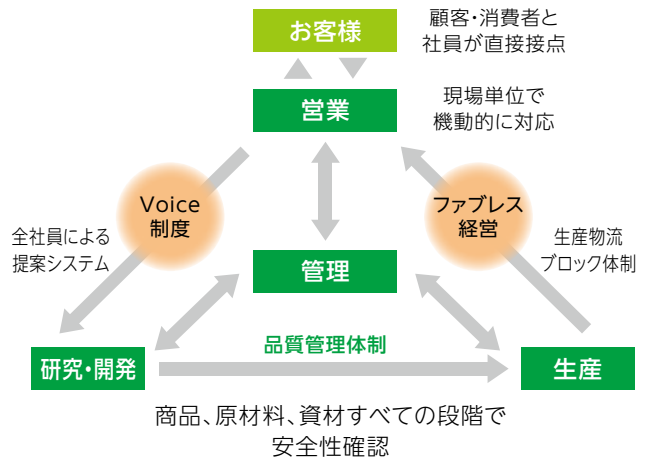 お客様
顧客・消費者と
社員が直接接点
営業
現場単位で
機動的に対応
Voice
制度
ファブレス
経営
全社員による
提案システム
生産物流
ブロック体制
管理
品質管理体制
研究・開発
生産
商品、原材料、資材すべての段階で
安全性確認